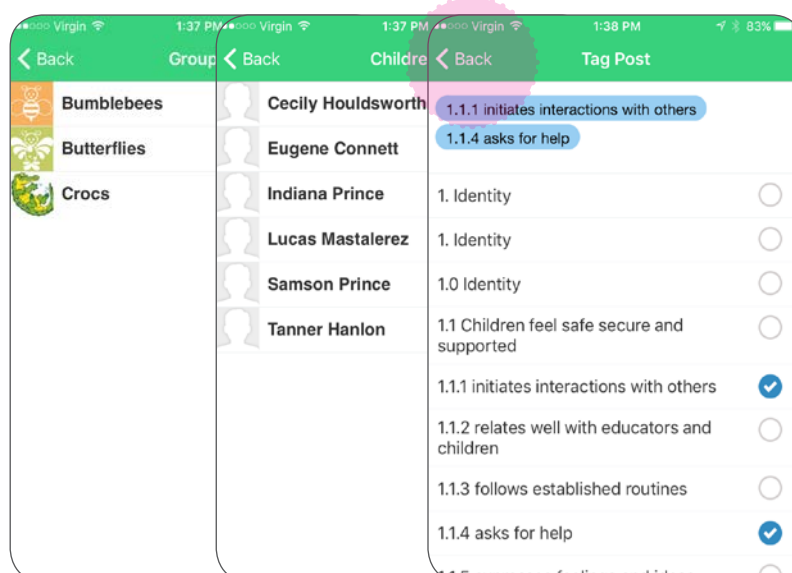 Virgin 1:37 PM
Back Group
Bumblebees
Butterflies
Crocs
Virgin 1:37 PM
Back Childre
Cecily Houldsworth
Eugene Connett
Indiana Prince
Lucas Mastalerez
Samson Prince
Tanner Hanlon
Virgin 1:38 PM 83%
Back Tag Post
1.1.1 initiates interactions with others
1.1.4 asks for help
1. Identity
1. Identity
1.0 Identity
1.1 Children feel safe secure and
supported
1.1.1 initiates interactions with others
1.1.2 relates well with educators and
children
1.1.3 follows established routines
1.1.4 asks for help